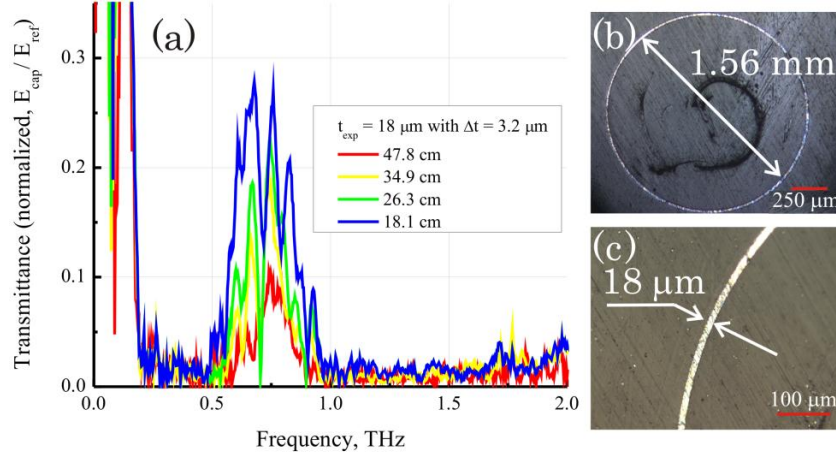 (a)
Transmittance (normalized, E_cap / E_ref)
0.3
0.2
0.1
0.0
t_exp = 18 μm with Δt = 3.2 μm
47.8 cm
34.9 cm
26.3 cm
18.1 cm
0.0 0.5 1.0 1.5 2.0
Frequency, THz
(b)
1.56 mm
250 μm
(c)
18 μm
100 μm